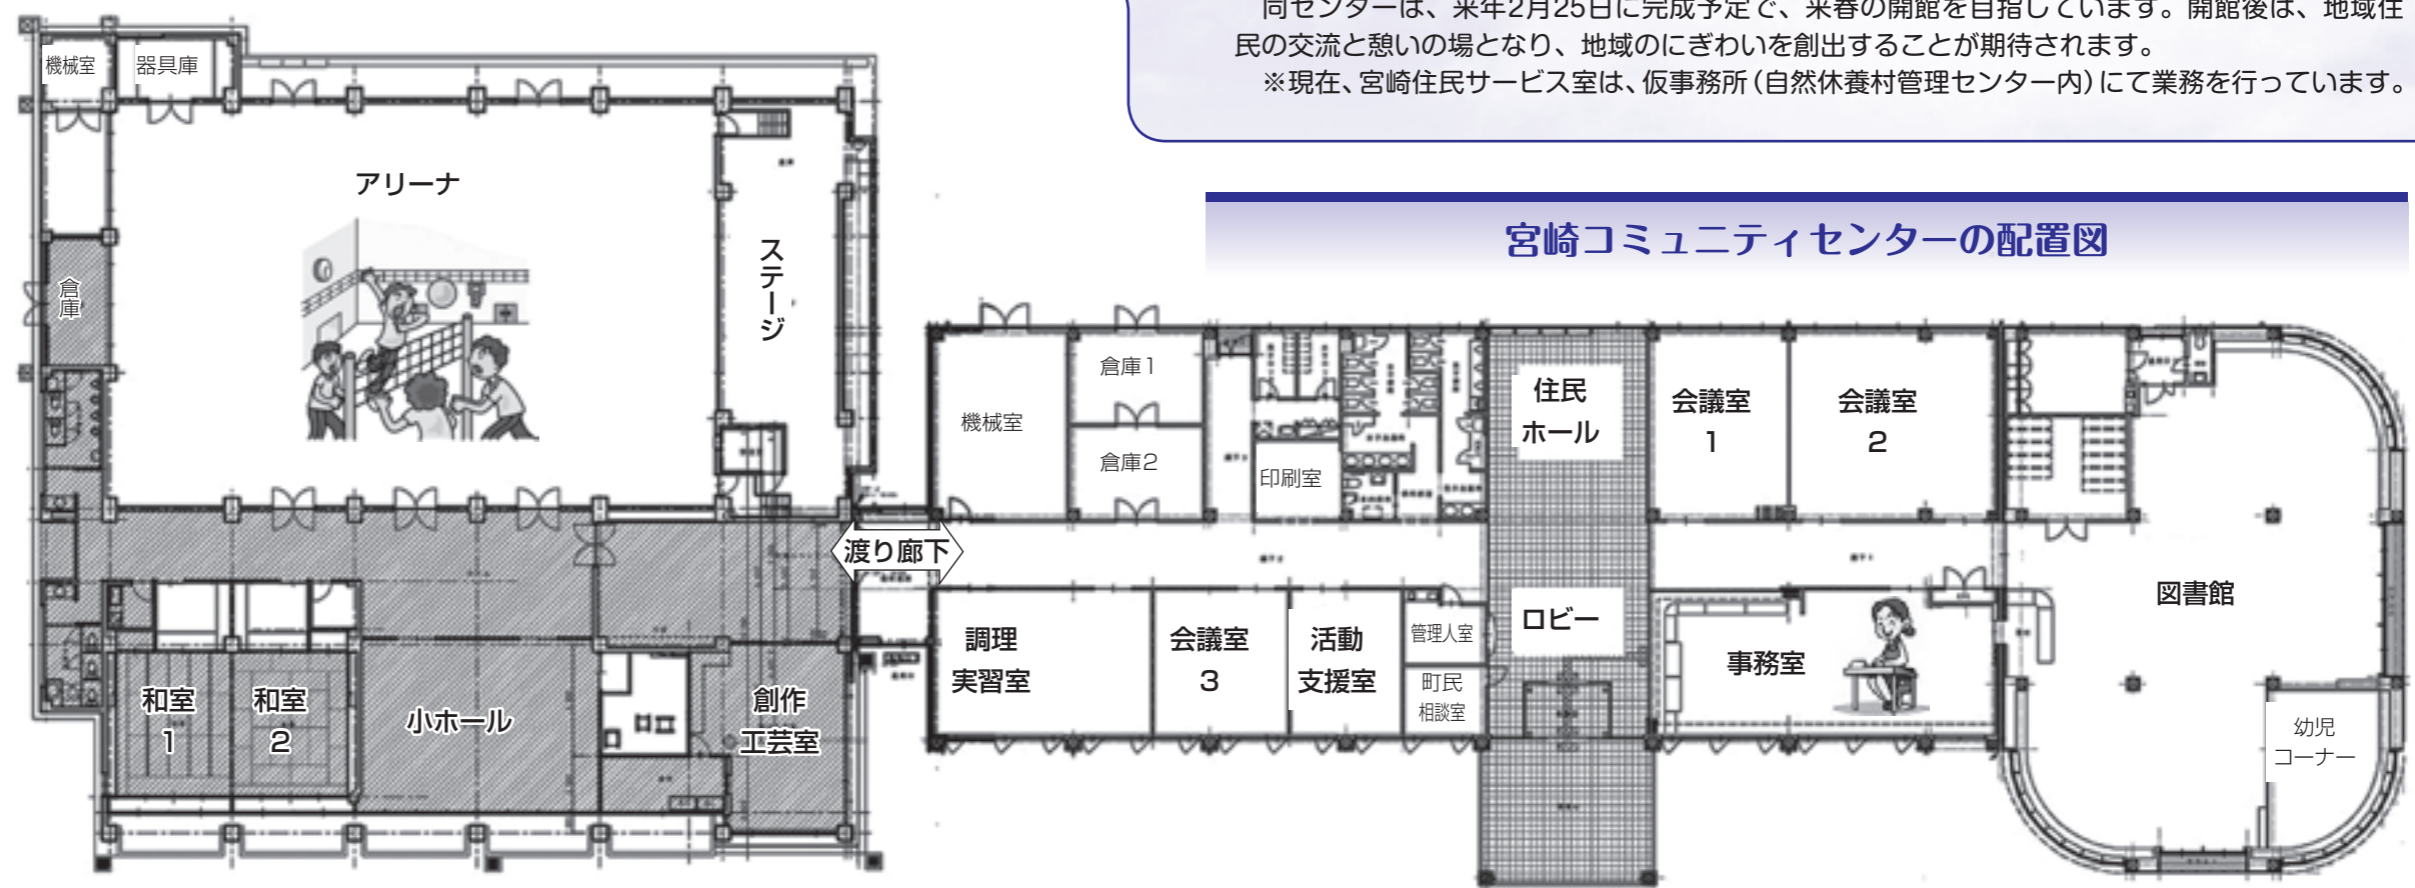 同センターは、来年2月25日に完成予定で、来春の開館を目指しています。開館後は、地域住
民の交流と憩いの場となり、地域のにぎわいを創出することが期待されます。
※現在、宮崎住民サービス室は、仮事務所(自然休養村管理センター内)にて業務を行っています。
宮崎コミュニティセンターの配置図
機械室
器具庫
アリーナ
ステージ
倉庫
渡り廊下
和室
1
和室
2
小ホール
創作
工芸室
機械室
倉庫1
倉庫2
印刷室
住民
ホール
会議室
1
会議室
2
調理
実習室
会議室
3
活動
支援室
管理人室
町民
相談室
ロビー
事務室
図書館
幼児
コーナー